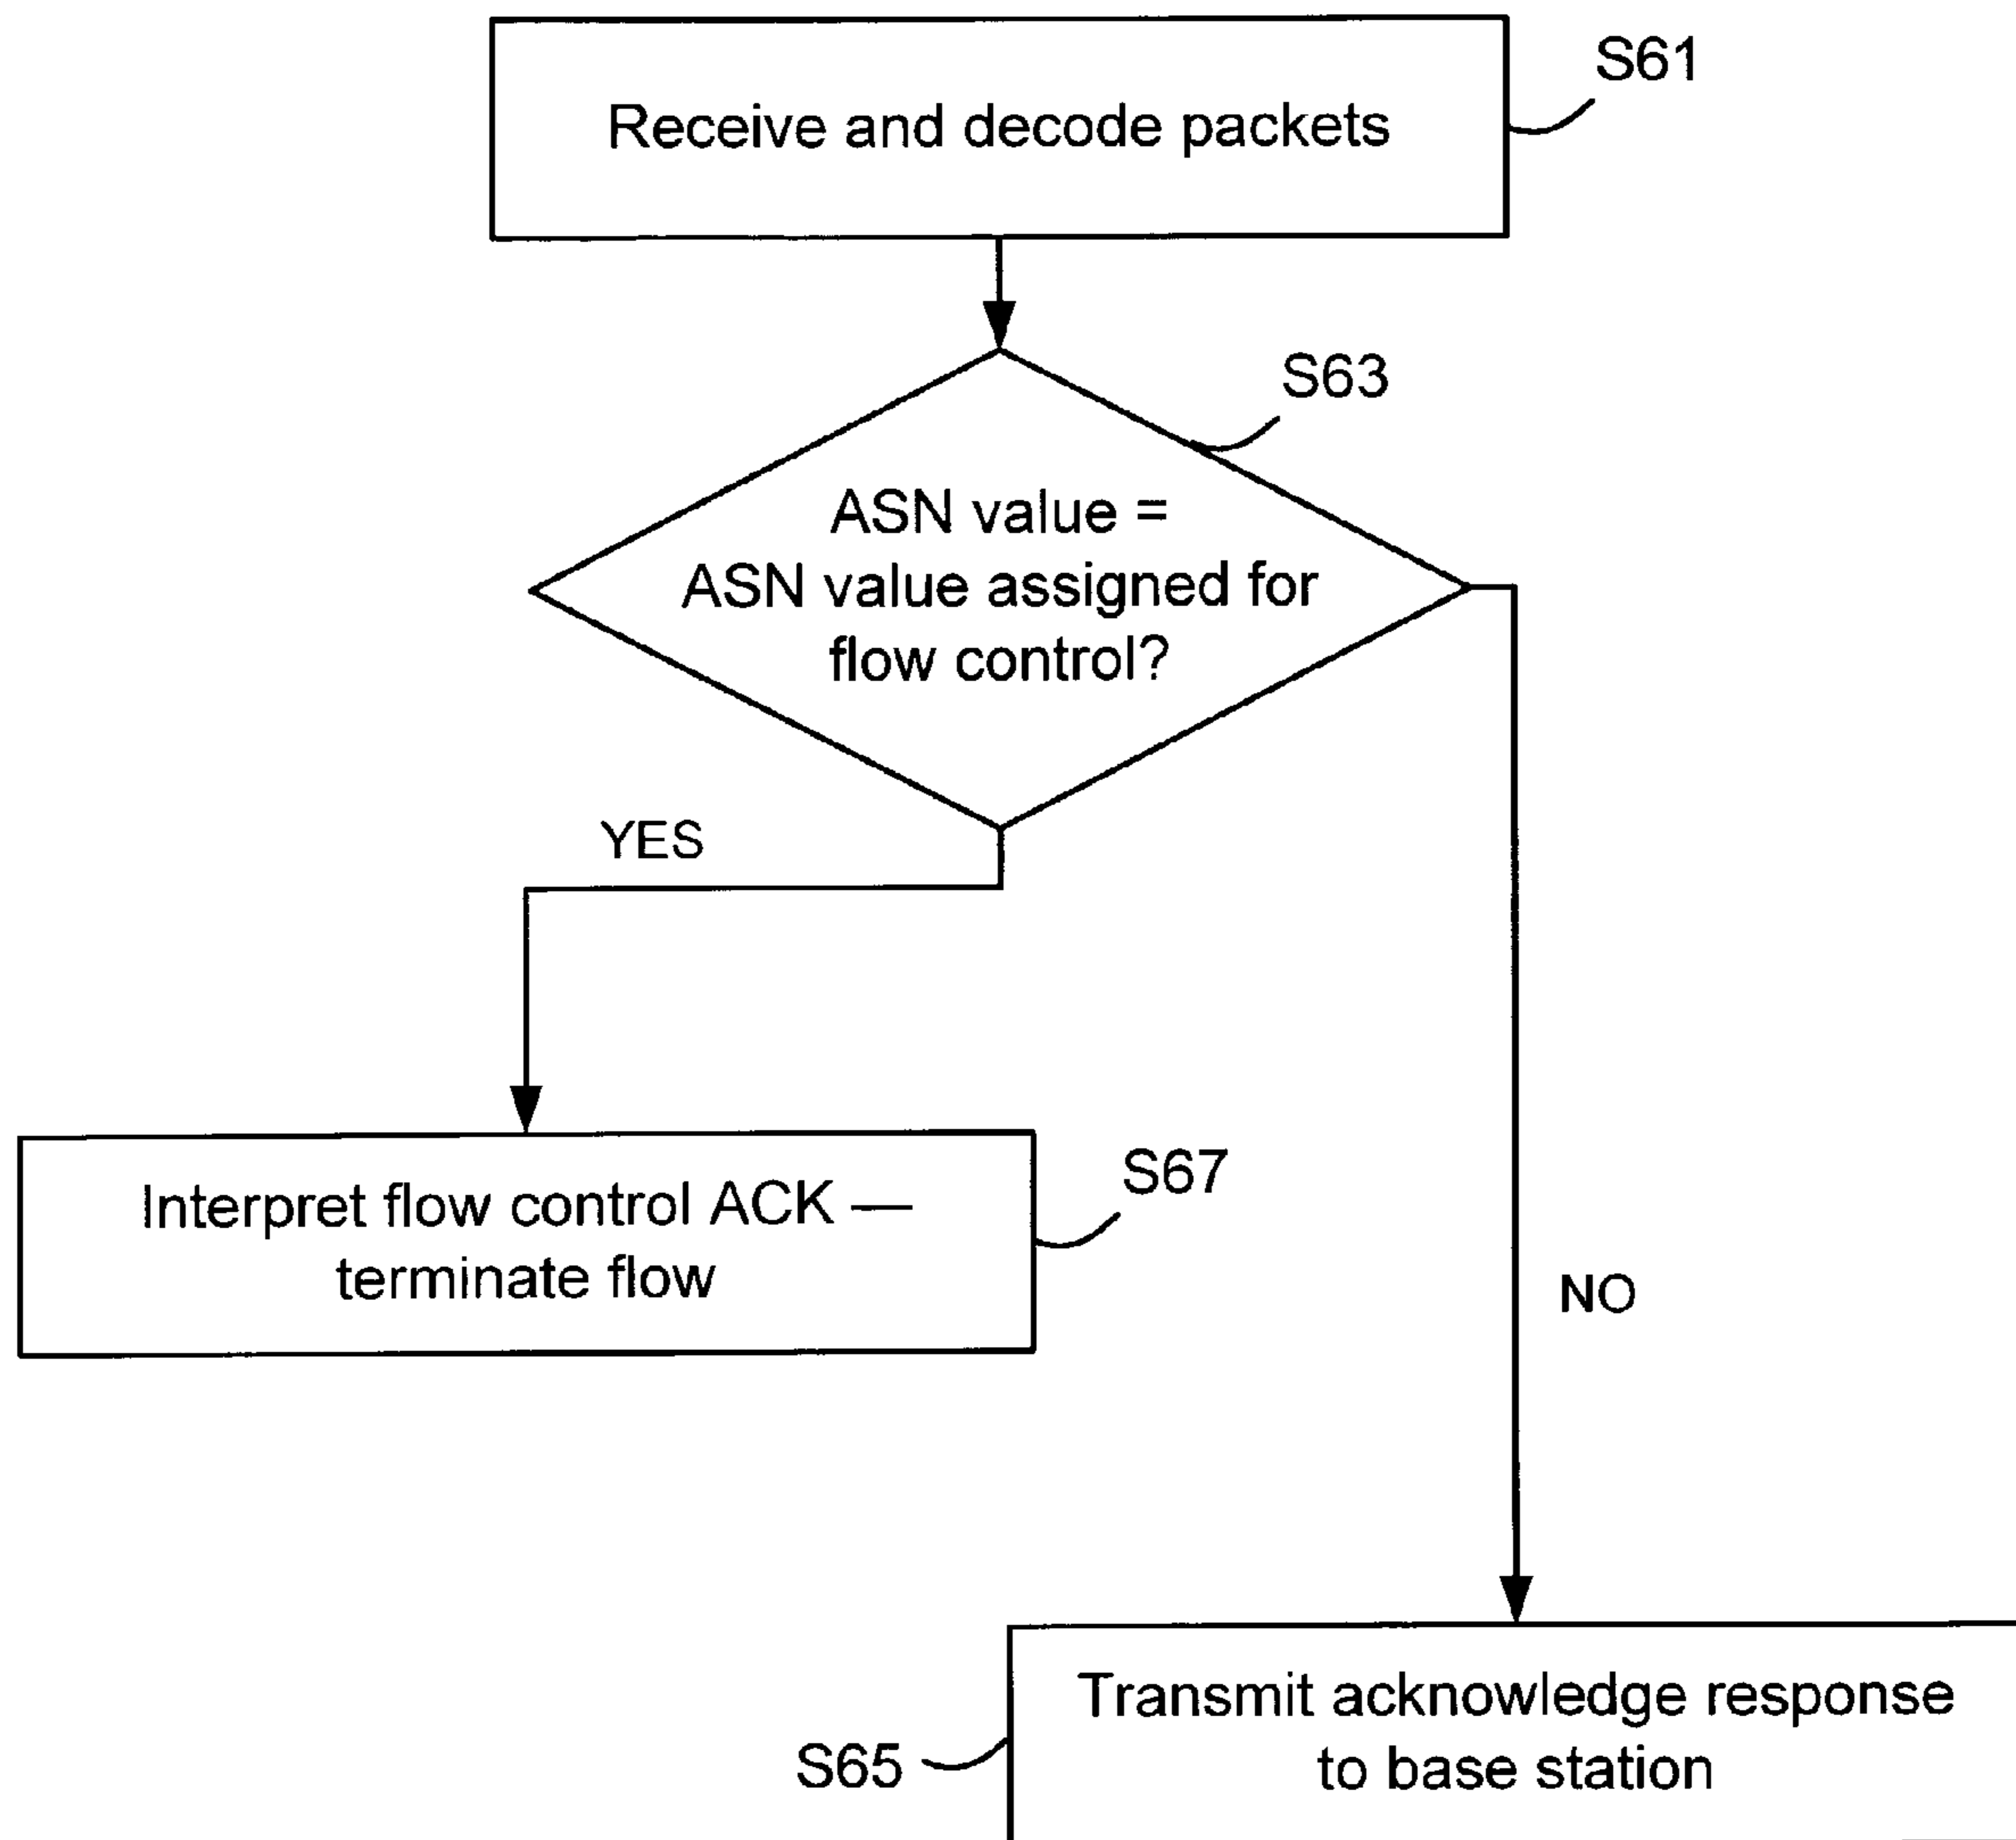 Receive and decode packets
S61
S63
ASN value =
ASN value assigned for
flow control?
YES
Interpret flow control ACK —
terminate flow
S67
NO
Transmit acknowledge response
to base station
S65